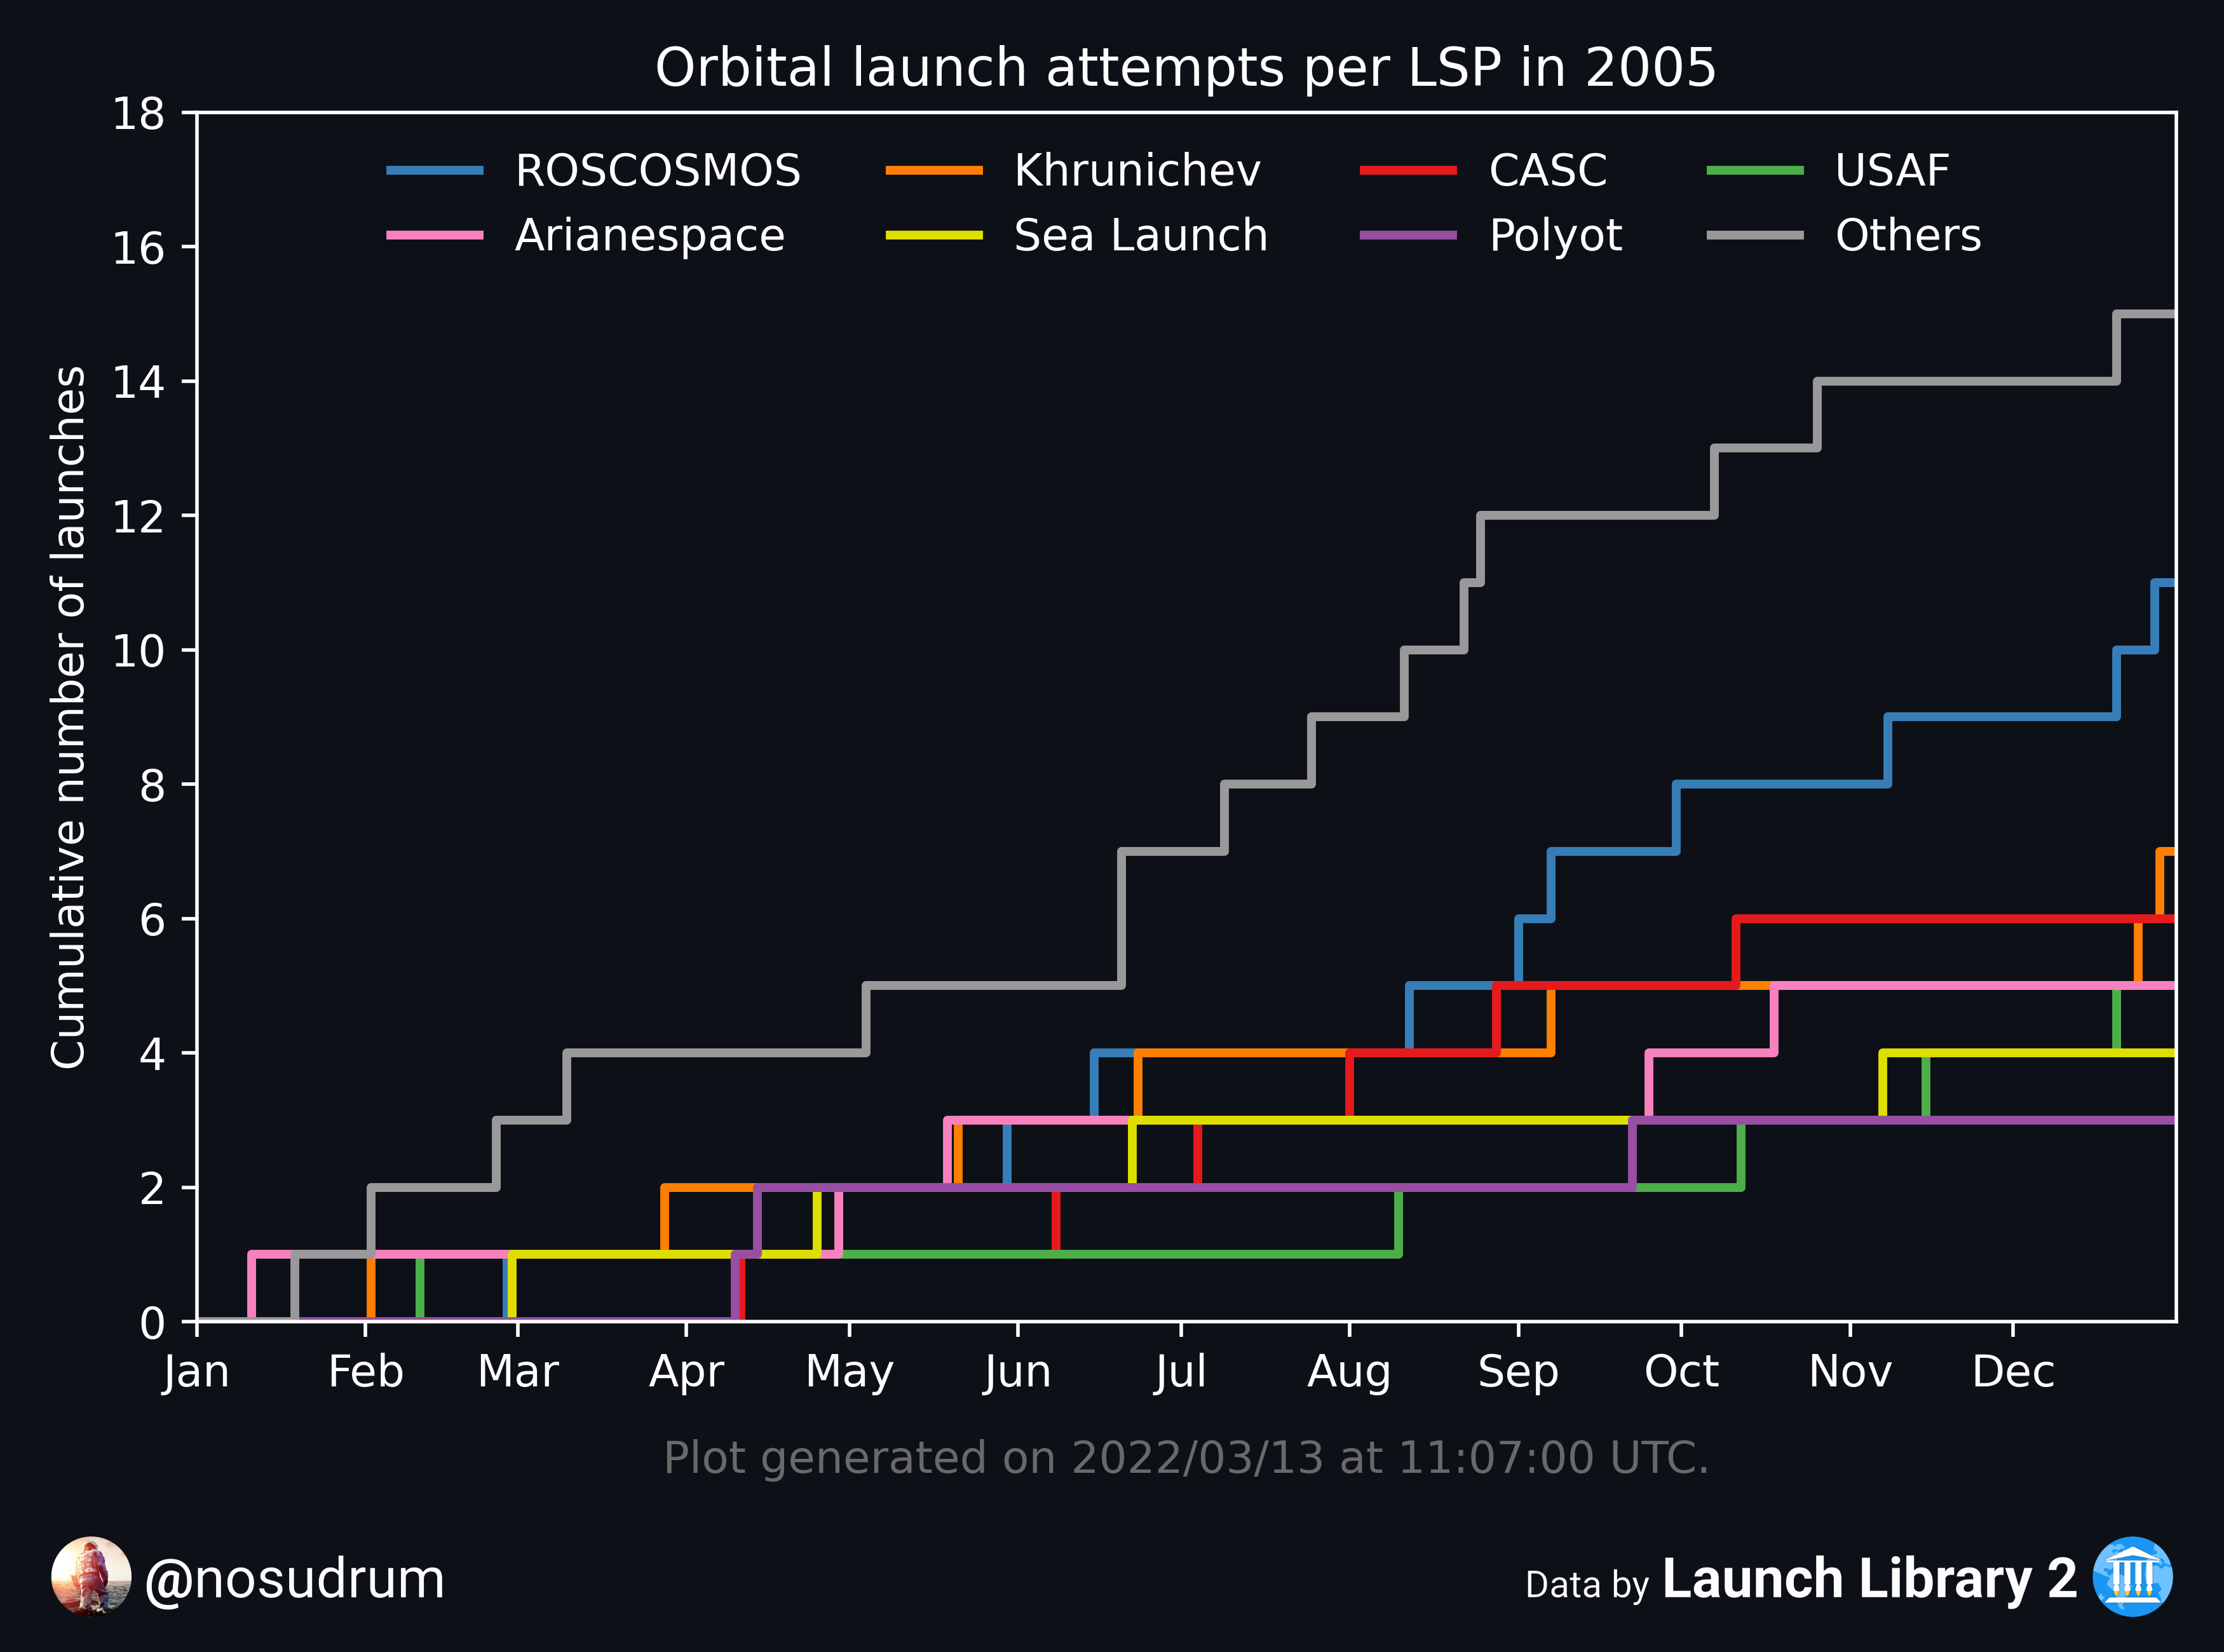 Orbital launch attempts per LSP in 2005
18
16
14
12
10
8
6
4
2
0
Cumulative number of launches
ROSCOSMOS Khrunichev CASC USAF
Arianespace Sea Launch Polyot Others
Jan Feb Mar Apr May Jun Jul Aug Sep Oct Nov Dec
Plot generated on 2022/03/13 at 11:07:00 UTC.
@nosudrum
Data by Launch Library 2